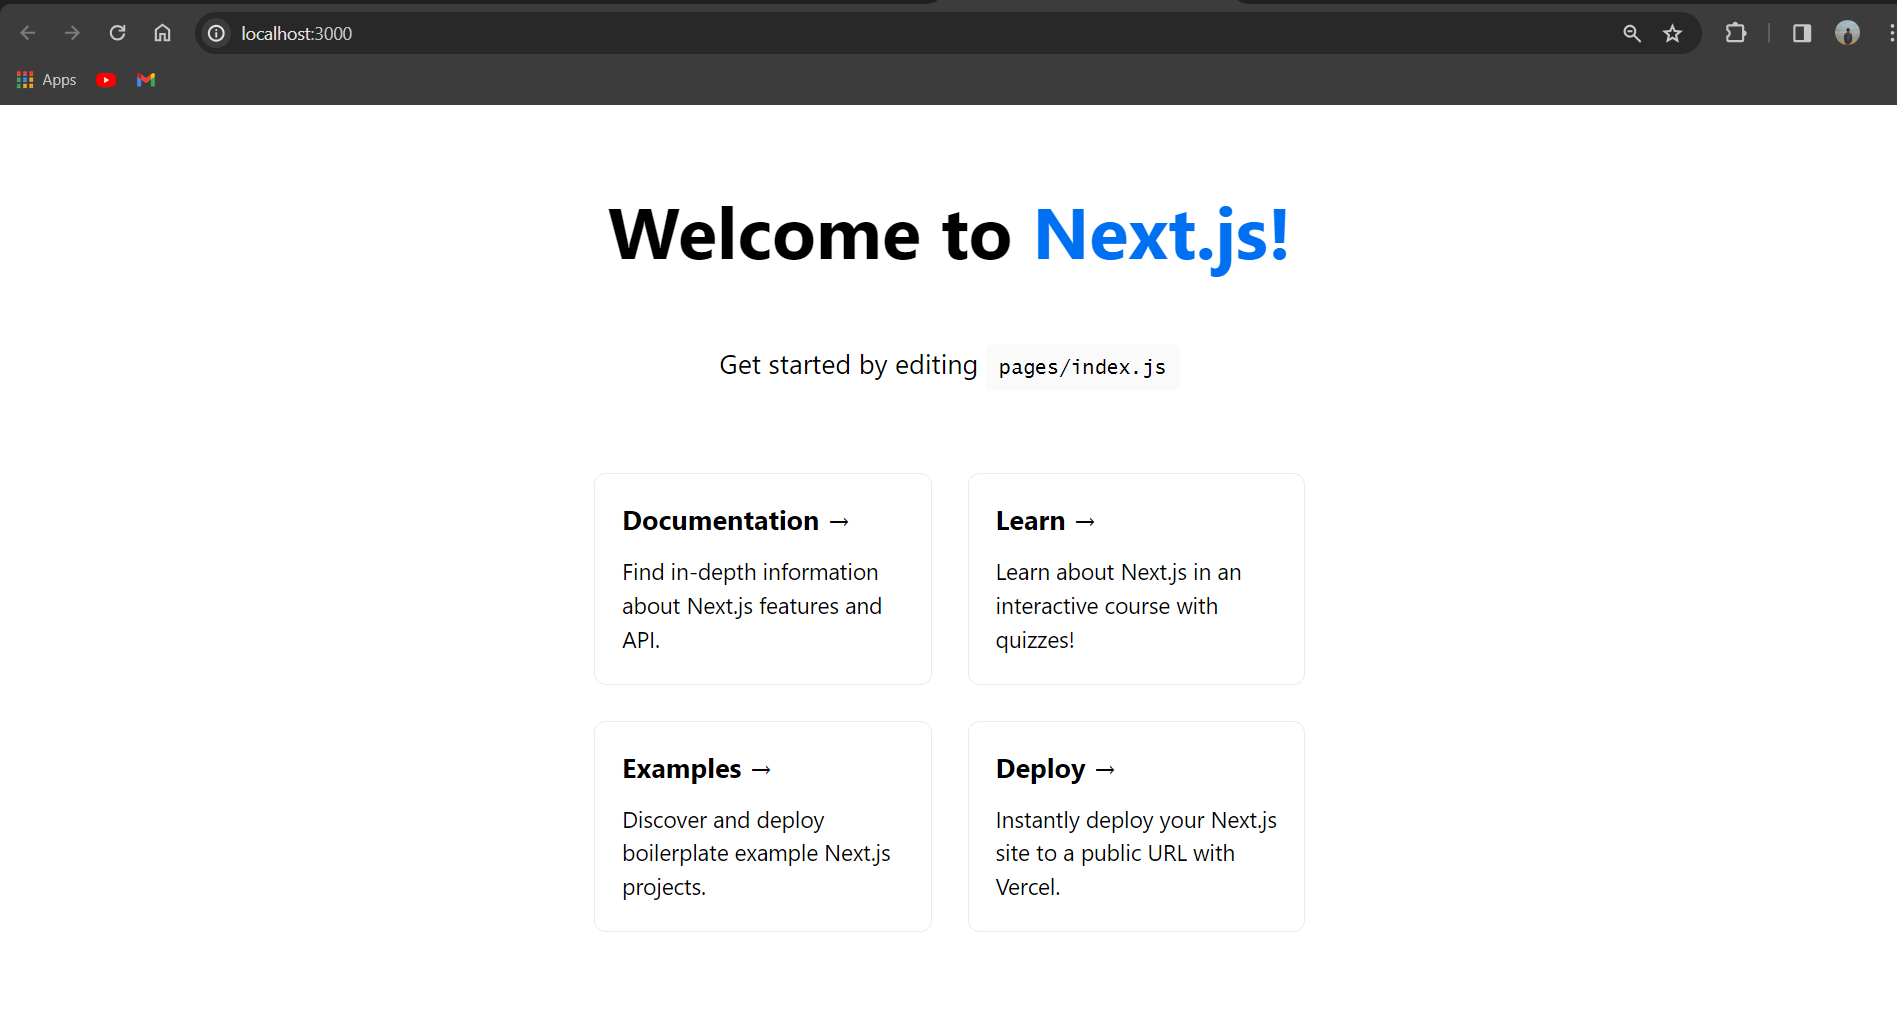 localhost:3000
Apps
Welcome to Next.js!
Get started by editing pages/index.js
Documentation →
Find in-depth information
about Next.js features and
API.
Learn →
Learn about Next.js in an
interactive course with
quizzes!
Examples →
Discover and deploy
boilerplate example Next.js
projects.
Deploy →
Instantly deploy your Next.js
site to a public URL with
Vercel.